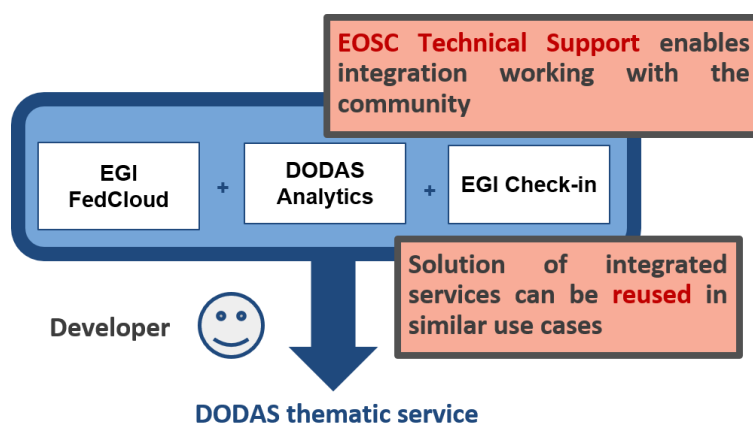 EOSC Technical Support enables
integration working with the
community
EGI
FedCloud
+
DODAS
Analytics
+
EGI Check-in
Solution of integrated
services can be reused in
similar use cases
Developer
DODAS thematic service